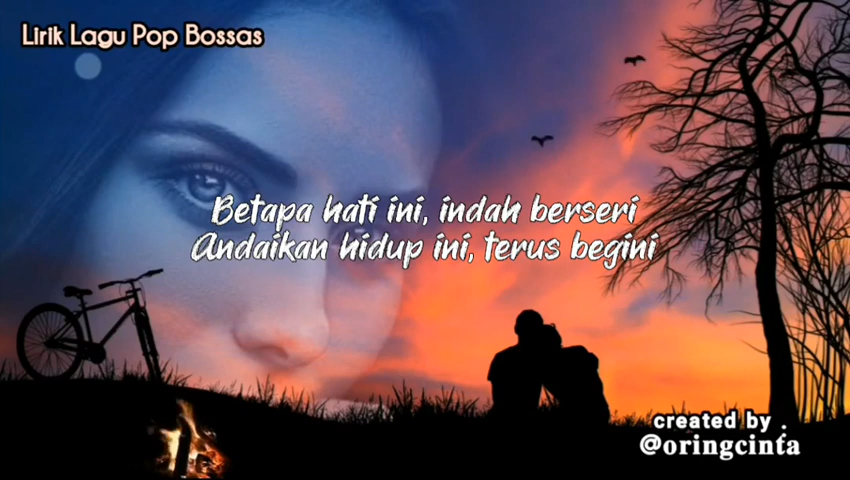 Lirik Lagu Pop Bossas
Betapa hati ini, indah berseri
Andaikan hidup ini, terus begini
created by .
@oringcinta